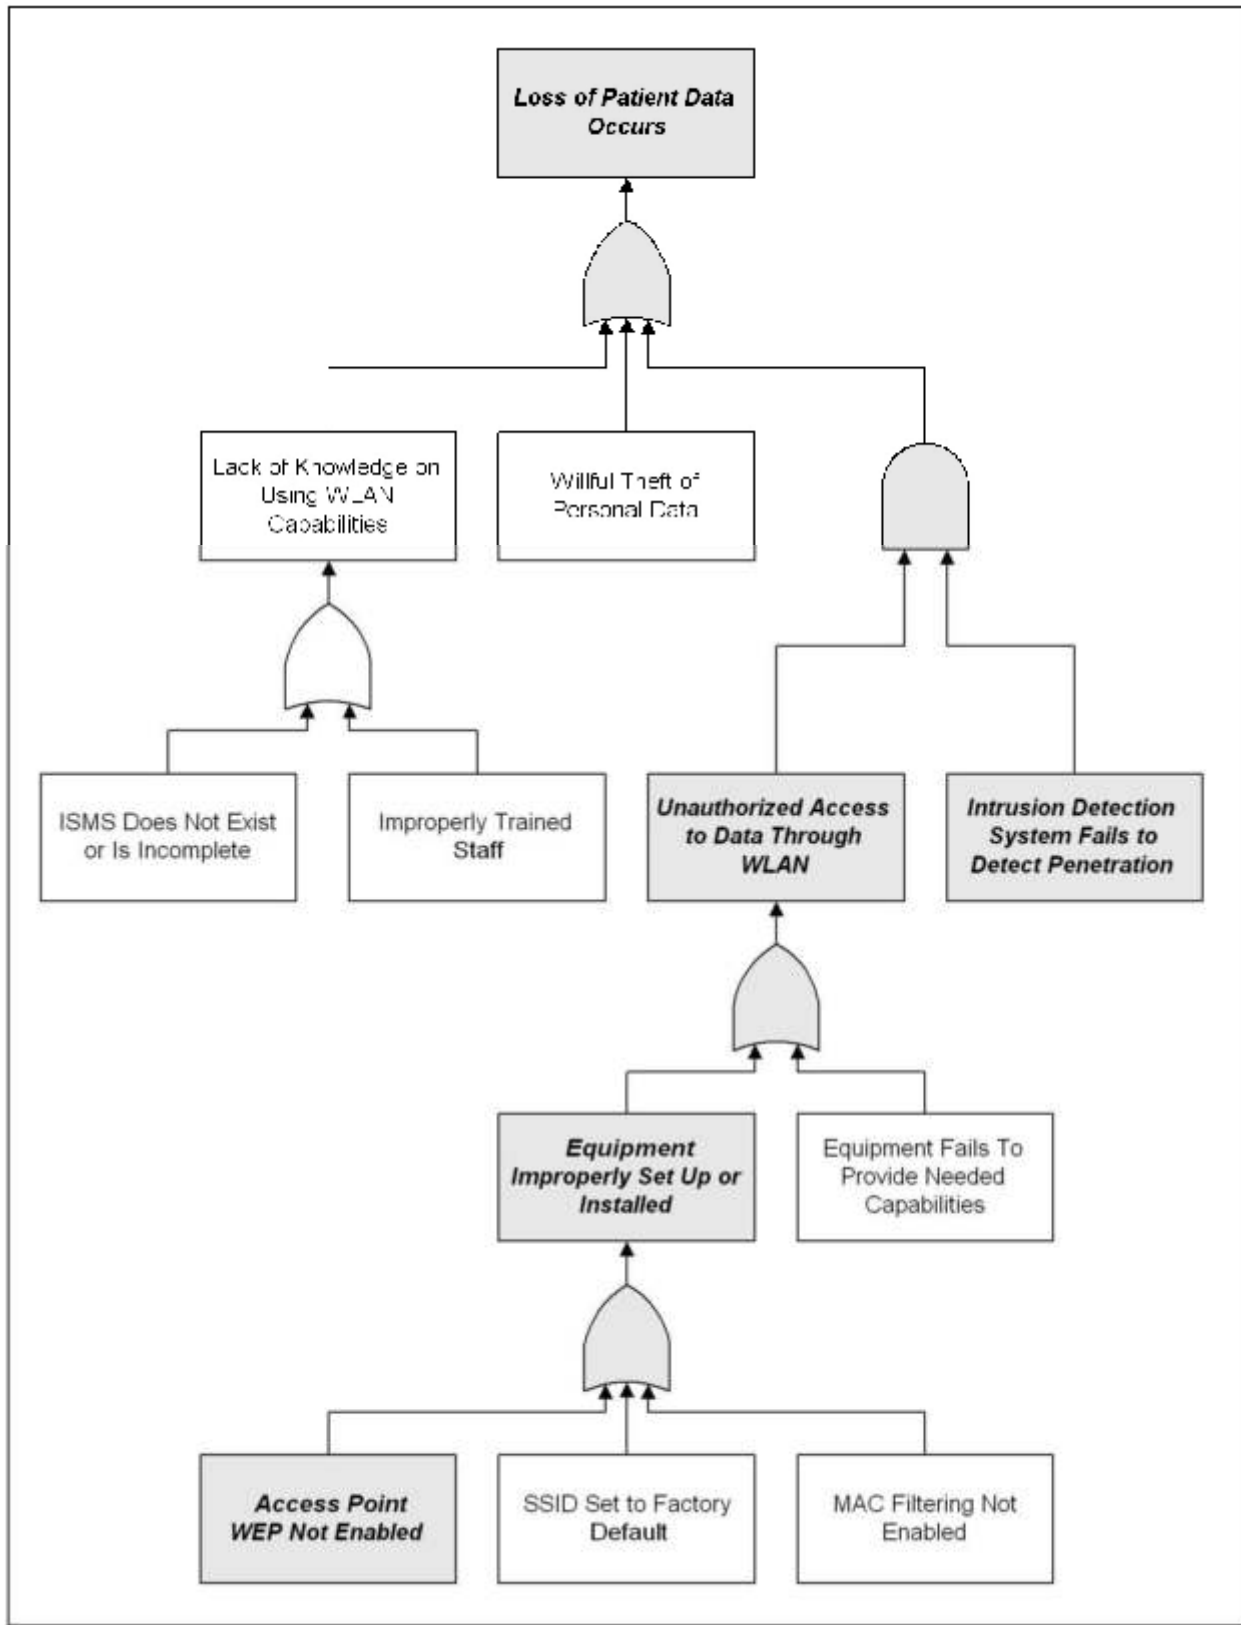 Loss of Patient Data
Occurs
Lack of Knowledge on
Using WLAN
Capabilities
Willful Theft of
Personal Data
ISMS Does Not Exist
or Is Incomplete
Improperly Trained
Staff
Unauthorized Access
to Data Through
WLAN
Intrusion Detection
System Fails to
Detect Penetration
Equipment
Improperly Set Up or
Installed
Equipment Fails To
Provide Needed
Capabilities
Access Point
WEP Not Enabled
SSID Set to Factory
Default
MAC Filtering Not
Enabled